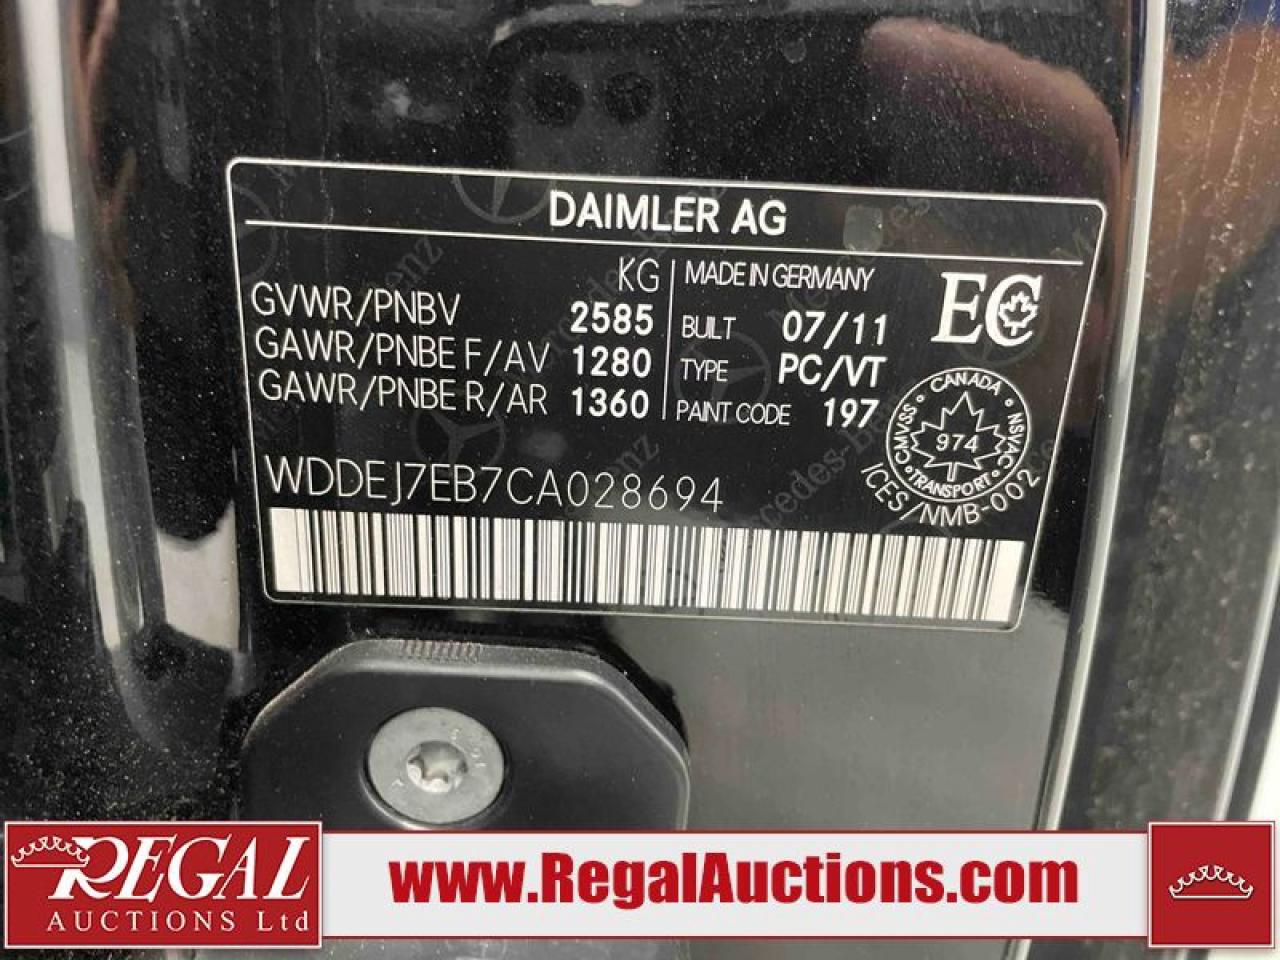 DAIMLER AG
KG
GVWR/PNBV 2585
GAWR/PNBE F/AV 1280
GAWR/PNBE R/AR 1360
MADE IN GERMANY
BUILT 07/11
TYPE PC/VT
PAINT CODE 197
EC
CANADA
CMVSS 974 NSVAC
TRANSPORT
ICES/NMB-002
WDDEJ7EB7CA028694
REGAL
AUCTIONS Ltd
www.RegalAuctions.com